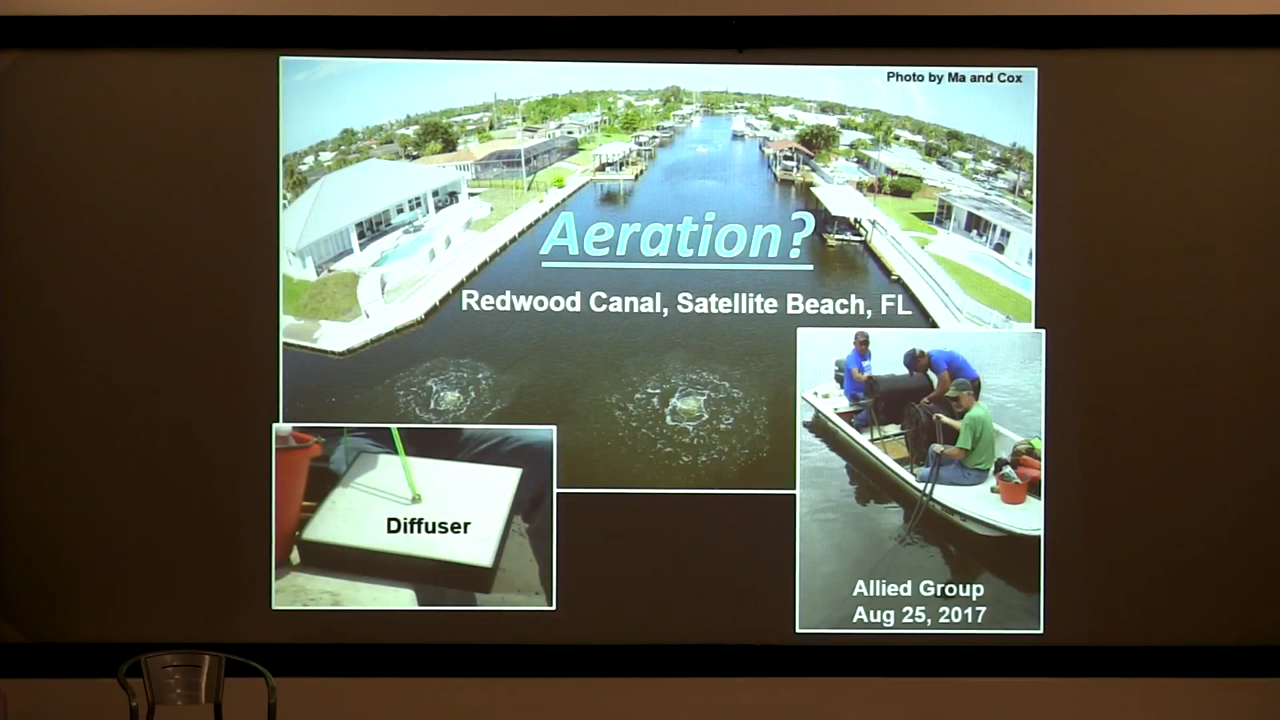 Photo by Ma and Cox
Aeration?
Redwood Canal, Satellite Beach, FL
Diffuser
Allied Group
Aug 25, 2017